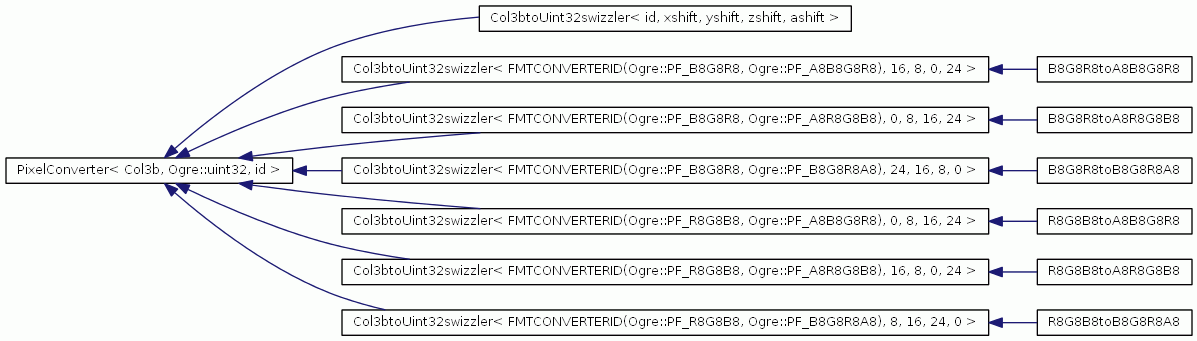 Col3btoUint32swizzler< id, xshift, yshift, zshift, ashift >
Col3btoUint32swizzler< FMTCONVERTERID(Ogre::PF_B8G8R8, Ogre::PF_A8B8G8R8), 16, 8, 0, 24 >
B8G8R8toA8B8G8R8
Col3btoUint32swizzler< FMTCONVERTERID(Ogre::PF_B8G8R8, Ogre::PF_A8R8G8B8), 0, 8, 16, 24 >
B8G8R8toA8R8G8B8
PixelConverter< Col3b, Ogre::uint32, id >
Col3btoUint32swizzler< FMTCONVERTERID(Ogre::PF_B8G8R8, Ogre::PF_B8G8R8A8), 24, 16, 8, 0 >
B8G8R8toB8G8R8A8
Col3btoUint32swizzler< FMTCONVERTERID(Ogre::PF_R8G8B8, Ogre::PF_A8B8G8R8), 0, 8, 16, 24 >
R8G8B8toA8B8G8R8
Col3btoUint32swizzler< FMTCONVERTERID(Ogre::PF_R8G8B8, Ogre::PF_A8R8G8B8), 16, 8, 0, 24 >
R8G8B8toA8R8G8B8
Col3btoUint32swizzler< FMTCONVERTERID(Ogre::PF_R8G8B8, Ogre::PF_B8G8R8A8), 8, 16, 24, 0 >
R8G8B8toB8G8R8A8